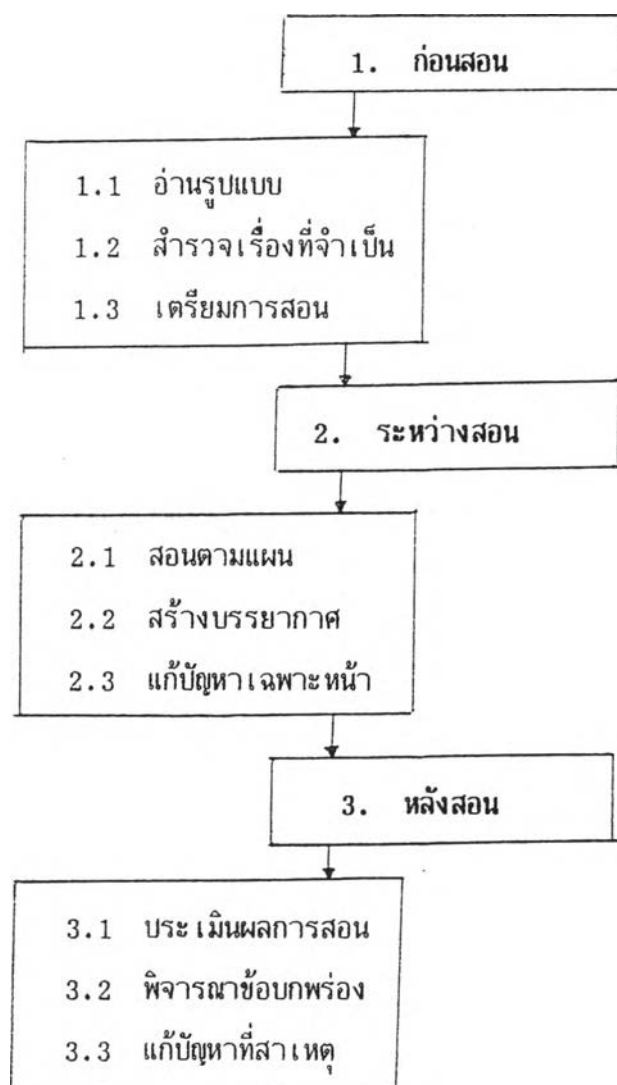 1. ก่อนสอน
1.1 อ่านรูปแบบ
1.2 สำรวจเรื่องที่จำเป็น
1.3 เตรียมการสอน
2. ระหว่างสอน
2.1 สอนตามแผน
2.2 สร้างบรรยากาศ
2.3 แก้ปัญหาเฉพาะหน้า
3. หลังสอน
3.1 ประเมินผลการสอน
3.2 พิจารณาข้อบกพร่อง
3.3 แก้ปัญหาที่สาเหตุ